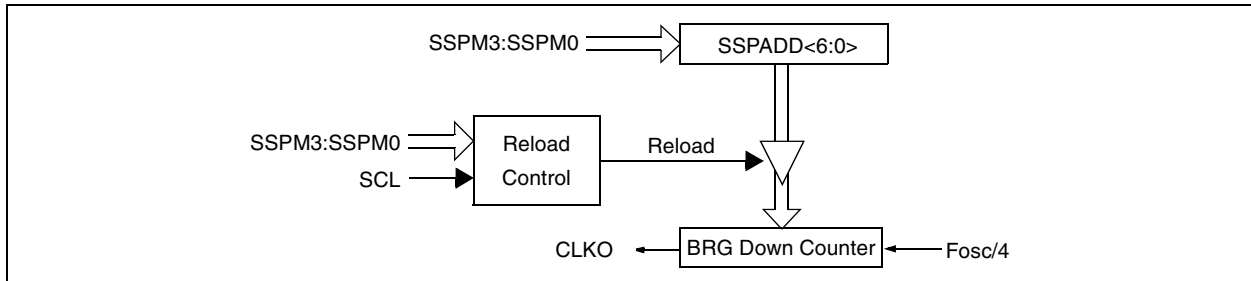 SSPM3:SSPM0
SSPADD<6:0>
SSPM3:SSPM0
SCL
Reload
Control
Reload
CLKO
BRG Down Counter
Fosc/4